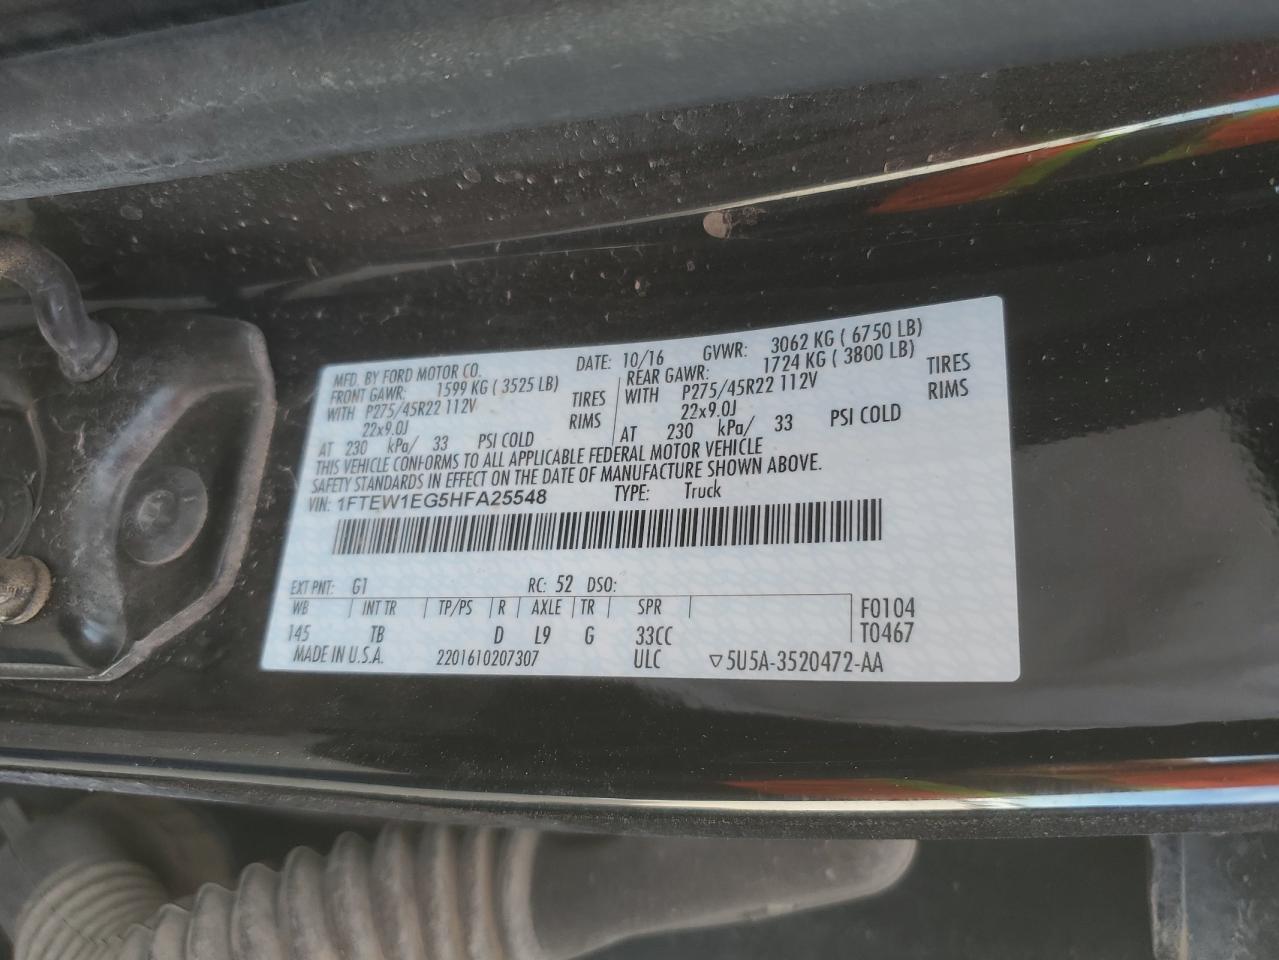 MFD. BY FORD MOTOR CO.
DATE: 10/16 GVWR: 3062 KG ( 6750 LB)
FRONT GAWR: 1599 KG ( 3525 LB)
REAR GAWR: 1724 KG ( 3800 LB)
WITH P275/45R22 112V TIRES
WITH P275/45R22 112V TIRES
22x9.0J RIMS
22x9.0J RIMS
AT 230 kPa/ 33 PSI COLD
AT 230 kPa/ 33 PSI COLD
THIS VEHICLE CONFORMS TO ALL APPLICABLE FEDERAL MOTOR VEHICLE
SAFETY STANDARDS IN EFFECT ON THE DATE OF MANUFACTURE SHOWN ABOVE.
VIN: 1FTEW1EG5HFA25548 TYPE: Truck
EXT PNT: G1 RC: 52 DSO:
WB INT TR TP/PS R AXLE TR SPR F0104
145 TB D L9 G 33CC T0467
MADE IN U.S.A. 2201610207307 ULC ▽5U5A-3520472-AA